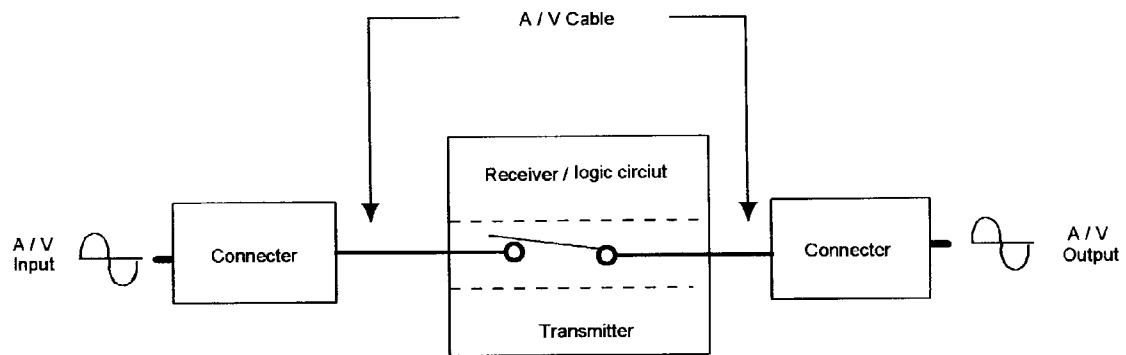 A / V Cable
Receiver / logic circiut
A / V
Input
Connecter
Connecter
A / V
Output
Transmitter